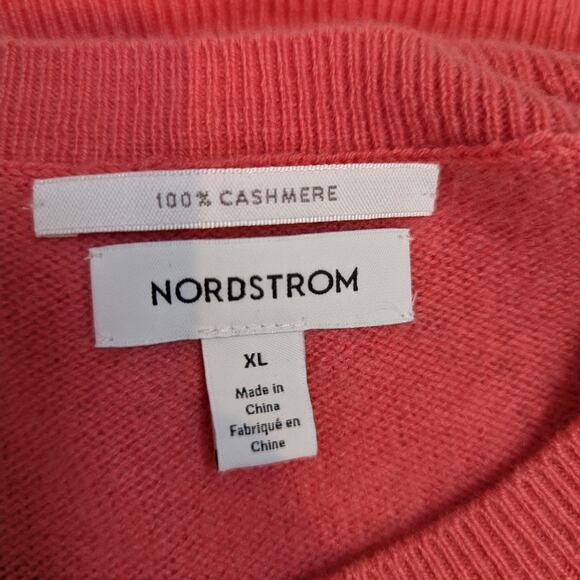 100% CASHMERE
NORDSTROM
XL
Made in
China
Fabriqué en
Chine